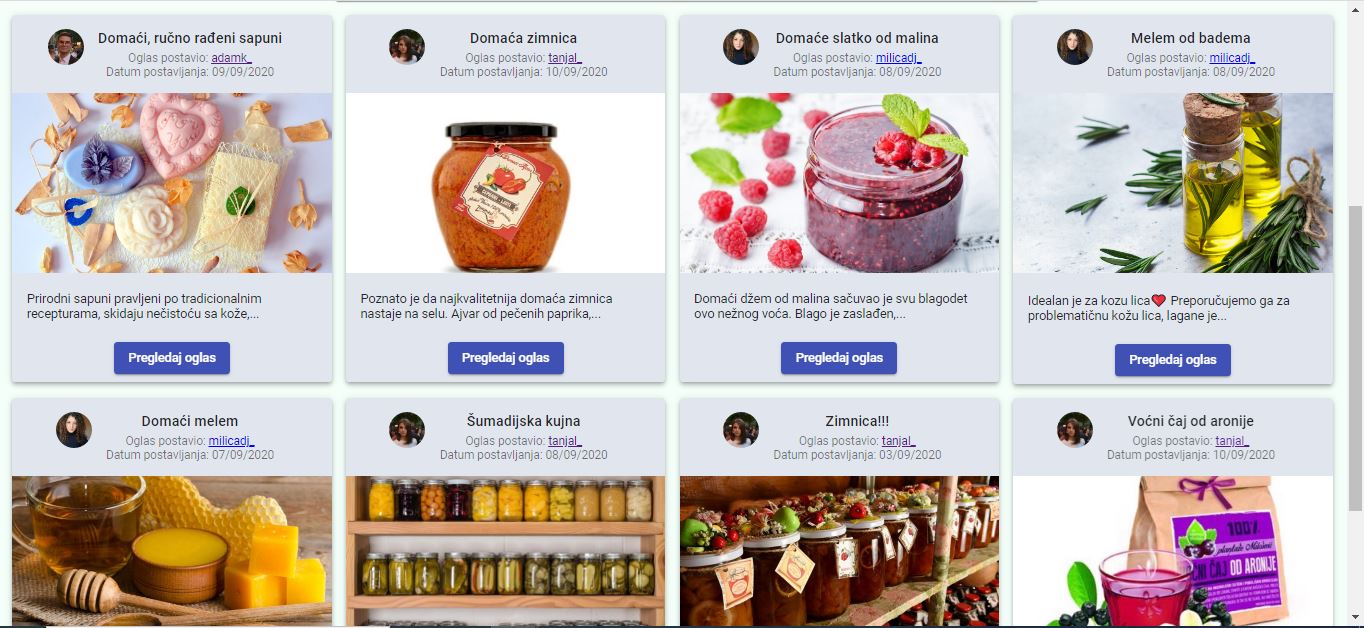 Domaći, ručno rađeni sapuni
Oglas postavio: adamk_
Datum postavljanja: 09/09/2020
Prirodni sapuni pravljeni po tradicionalnim
recepturama, skidaju nečistoću sa kože,...
Pregledaj oglas
Domaća zimnica
Oglas postavio: tanjal_
Datum postavljanja: 10/09/2020
Poznato je da najkvalitetnija domaća zimnica
nastaje na selu. Ajvar od pečenih paprika,...
Pregledaj oglas
Domaće slatko od malina
Oglas postavio: milicadj_
Datum postavljanja: 08/09/2020
Domaći džem od malina sačuvao je svu blagodet
ovo nežnog voća. Blago je zaslađen,...
Pregledaj oglas
Melem od badema
Oglas postavio: milicadj_
Datum postavljanja: 08/09/2020
Idealan je za kozu lica❤ Preporučujemo ga za
problematičnu kožu lica, lagane je...
Pregledaj oglas
Domaći melem
Oglas postavio: milicadj_
Datum postavljanja: 07/09/2020
Šumadijska kujna
Oglas postavio: tanjal_
Datum postavljanja: 08/09/2020
Zimnica!!!
Oglas postavio: tanjal_
Datum postavljanja: 03/09/2020
Voćni čaj od aronije
Oglas postavio: tanjal_
Datum postavljanja: 10/09/2020
100%
ČAJ OD ARONIJE